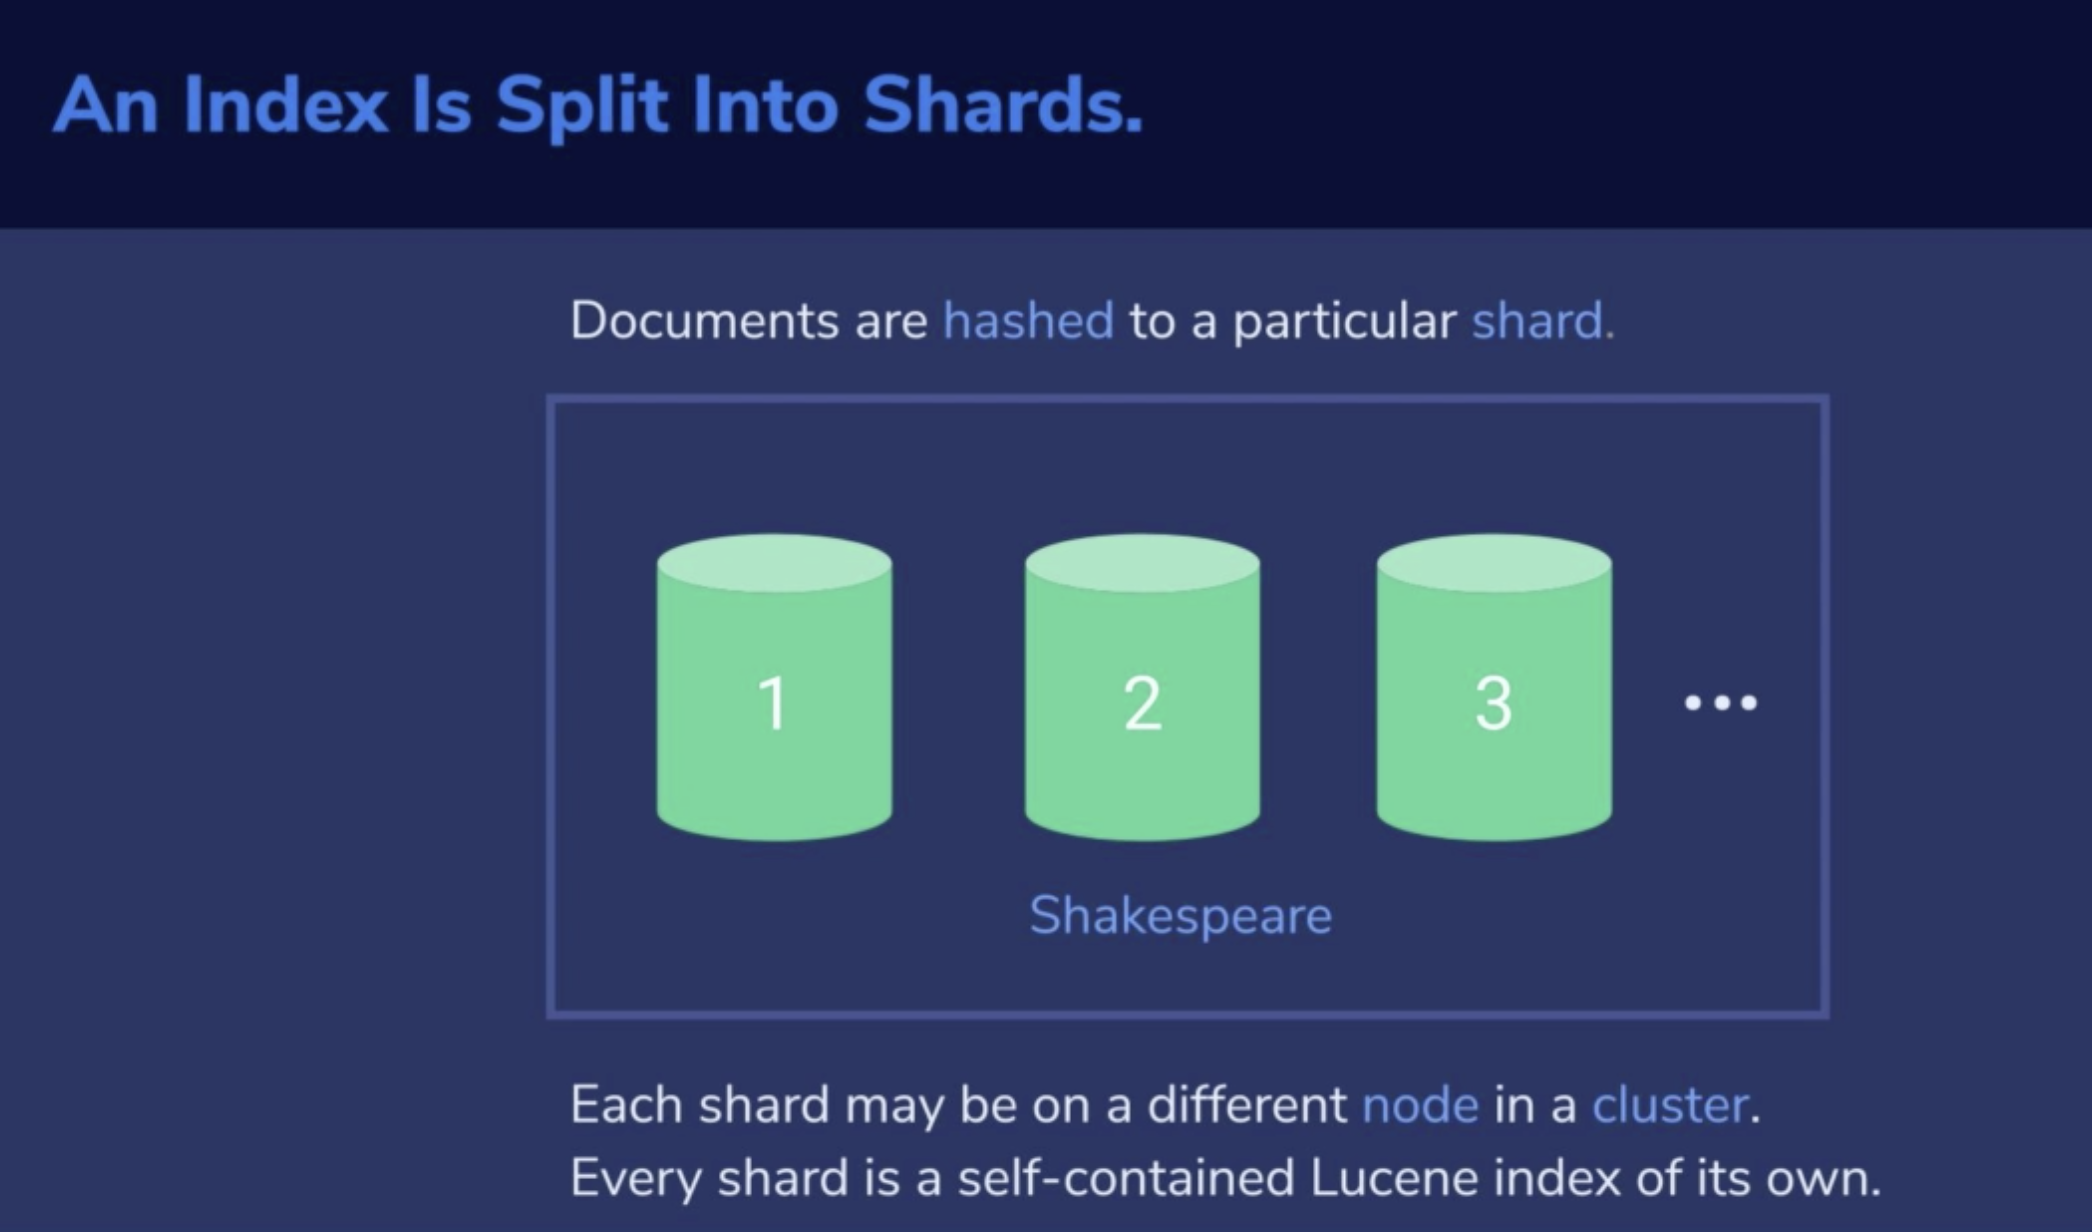 An Index Is Split Into Shards.
Documents are hashed to a particular shard.
1 2 3 •••
Shakespeare
Each shard may be on a different node in a cluster.
Every shard is a self-contained Lucene index of its own.